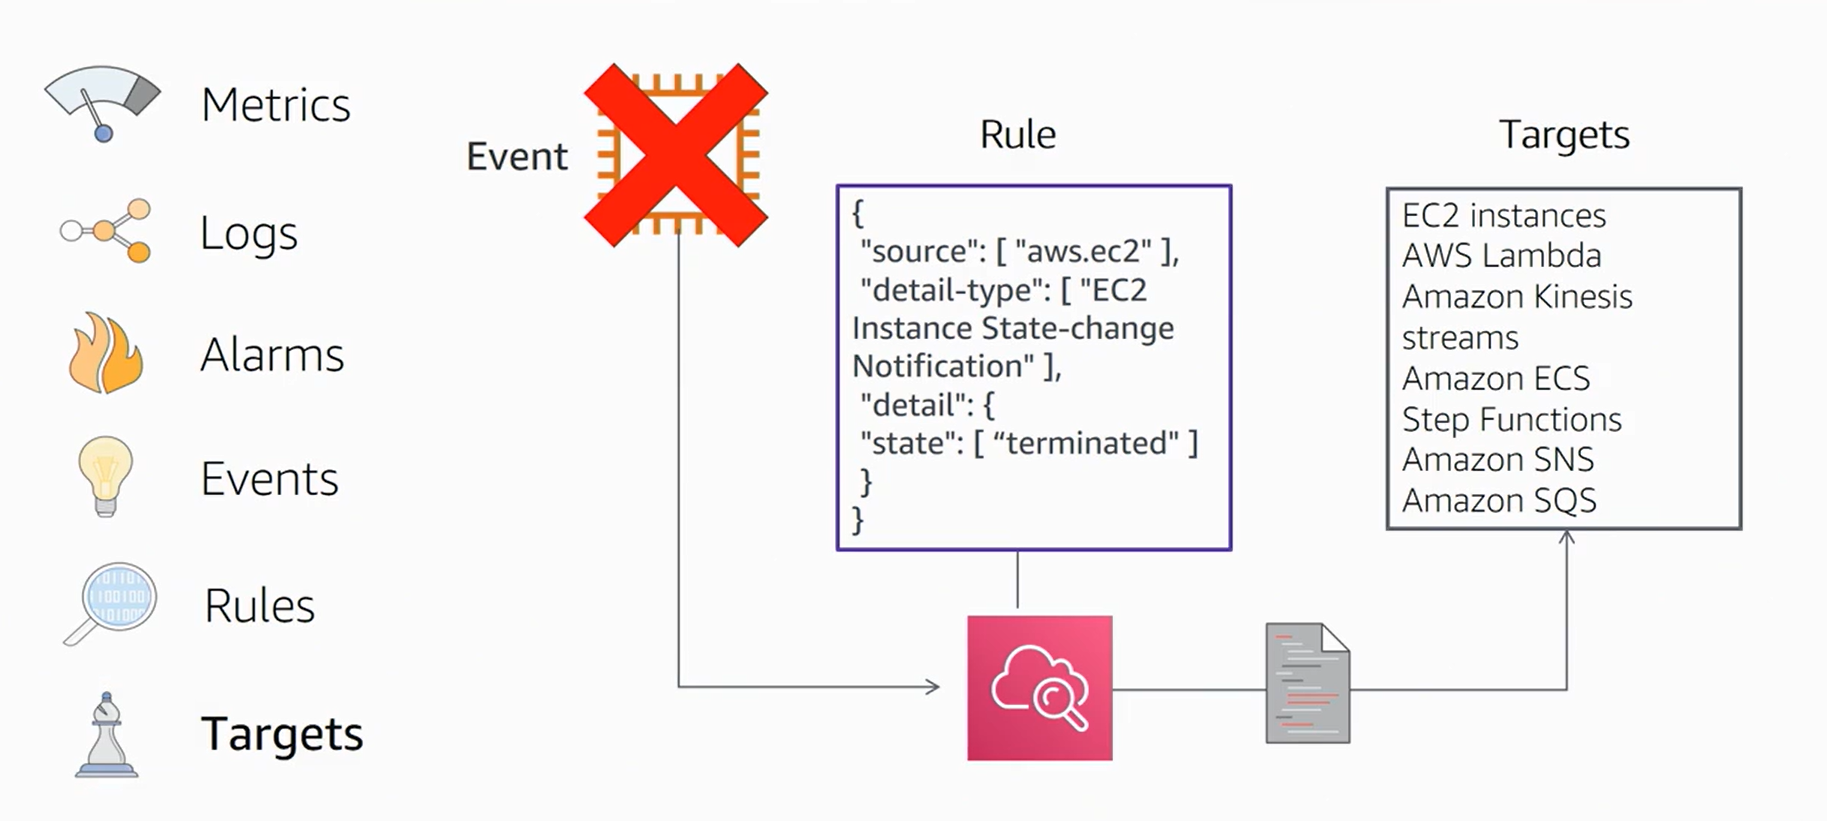 Metrics
Logs
Alarms
Events
Rules
Targets
Event
Rule
{
"source": [ "aws.ec2" ],
"detail-type": [ "EC2
Instance State-change
Notification" ],
"detail": {
"state": [ “terminated" ]
}
}
Targets
EC2 instances
AWS Lambda
Amazon Kinesis
streams
Amazon ECS
Step Functions
Amazon SNS
Amazon SQS